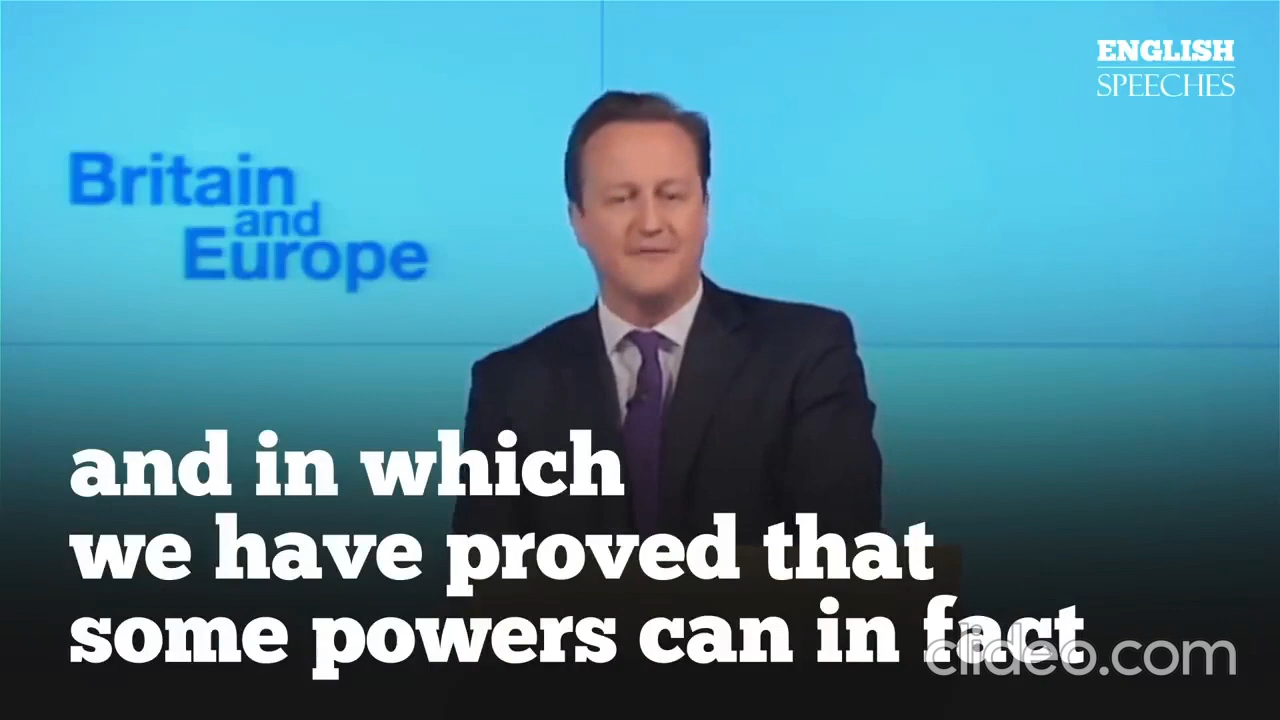 ENGLISH
SPEECHES
Britain
and
Europe
and in which
we have proved that
some powers can in fact
clideo.com